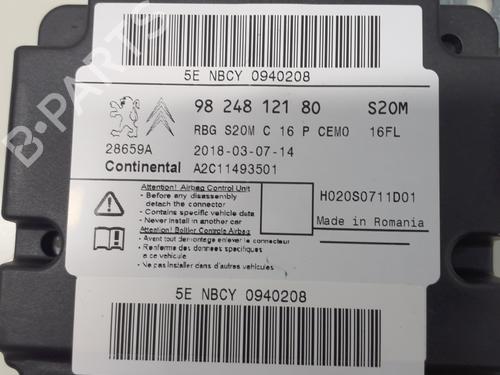 5E NBCY 0940208
98 248 121 80 S20M
RBG S20M C 16 P CEMO 16FL
28659A 2018-03-07-14
Continental A2C11493501
Attention! Airbag Control Unit
- Before any disassembly
detach the connector
- Contains specific vehicle data
- Never install in another car
Attention! Boîtier Contrôle Airbag
- Avant tout démontage enlever le connecteur
- Renferme des données spécifiques
à ce véhicule
- Ne pas installer dans d'autres véhicules
H020S0711D01
Made in Romania
5E NBCY 0940208